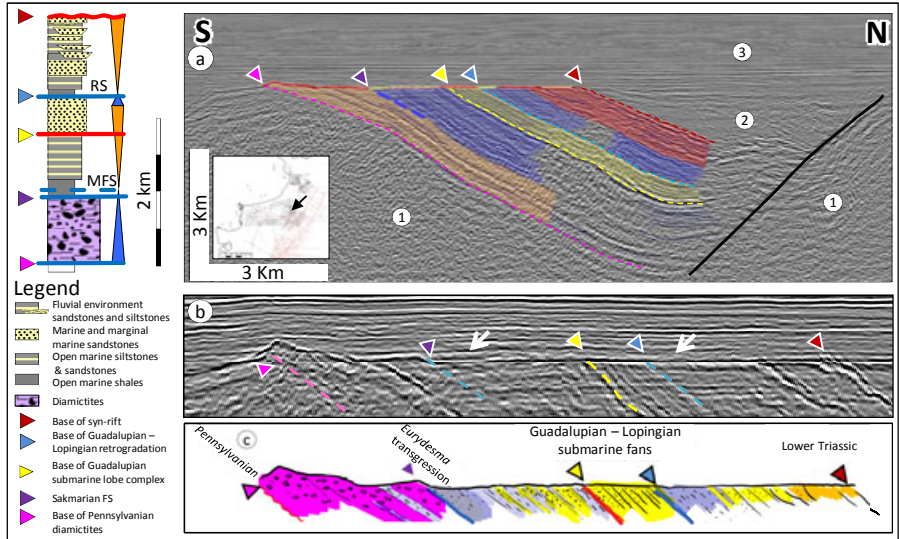 RS
MFS
2 km
Legend
Fluvial environment
sandstones and siltstones
Marine and marginal
marine sandstones
Open marine siltstones
& sandstones
Open marine shales
Diamictites
Base of syn-rift
Base of Guadalupian –
Lopingian retrogradation
Base of Guadalupian
submarine lobe complex
Sakmarian FS
Base of Pennsylvanian
diamictites
S
N
a
3
2
1
1
3 Km
3 Km
b
c
Pennsylvanian
Eurydesma
transgression
Guadalupian – Lopingian
submarine fans
Lower Triassic